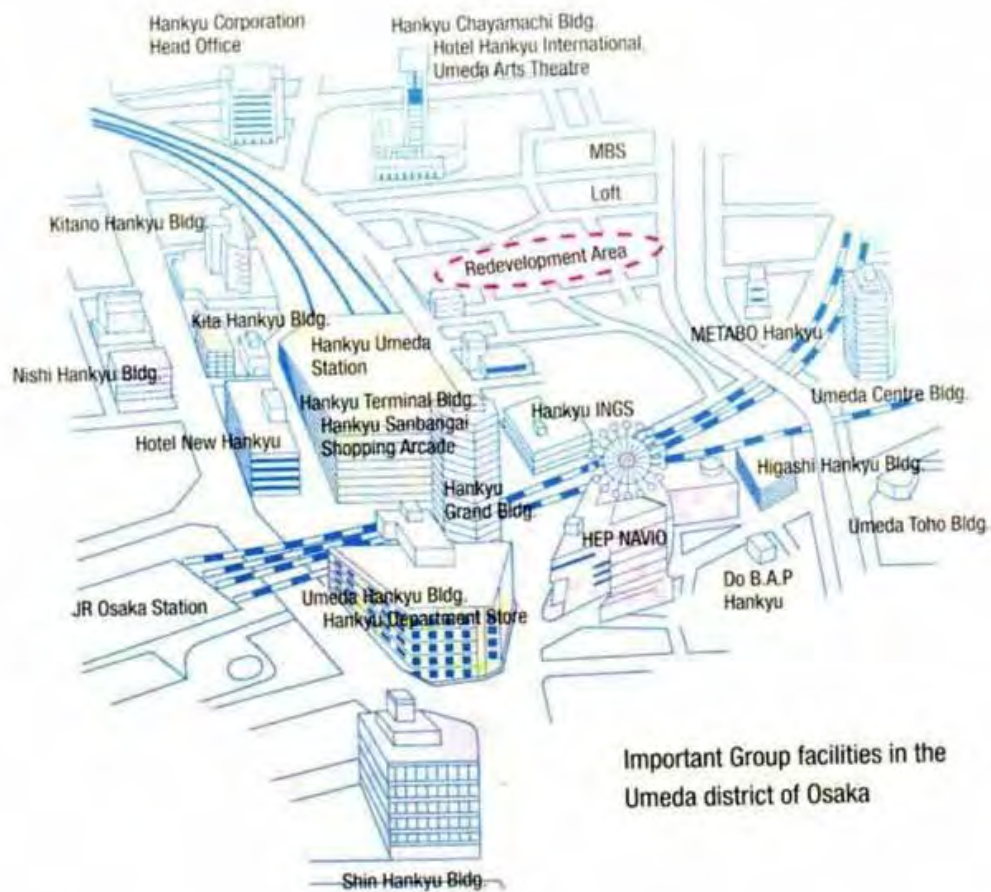 Hankyu Corporation
Head Office
Hankyu Chayamachi Bldg.
Hotel Hankyu International
Umeda Arts Theatre
MBS
Loft
Kitano Hankyu Bldg.
Redevelopment Area
Kita Hankyu Bldg.
METABO Hankyu
Hankyu Umeda
Station
Nishi Hankyu Bldg.
Umeda Centre Bldg.
Hankyu Terminal Bldg.
Hankyu Sanbangai
Shopping Arcade
Hankyu INGS
Hotel New Hankyu
Higashi Hankyu Bldg.
Hankyu
Grand Bldg.
Umeda Toho Bldg.
HEP NAVIO
Do B.A.P
Hankyu
JR Osaka Station
Umeda Hankyu Bldg.
Hankyu Department Store
Important Group facilities in the
Umeda district of Osaka
Shin Hankyu Bldg.